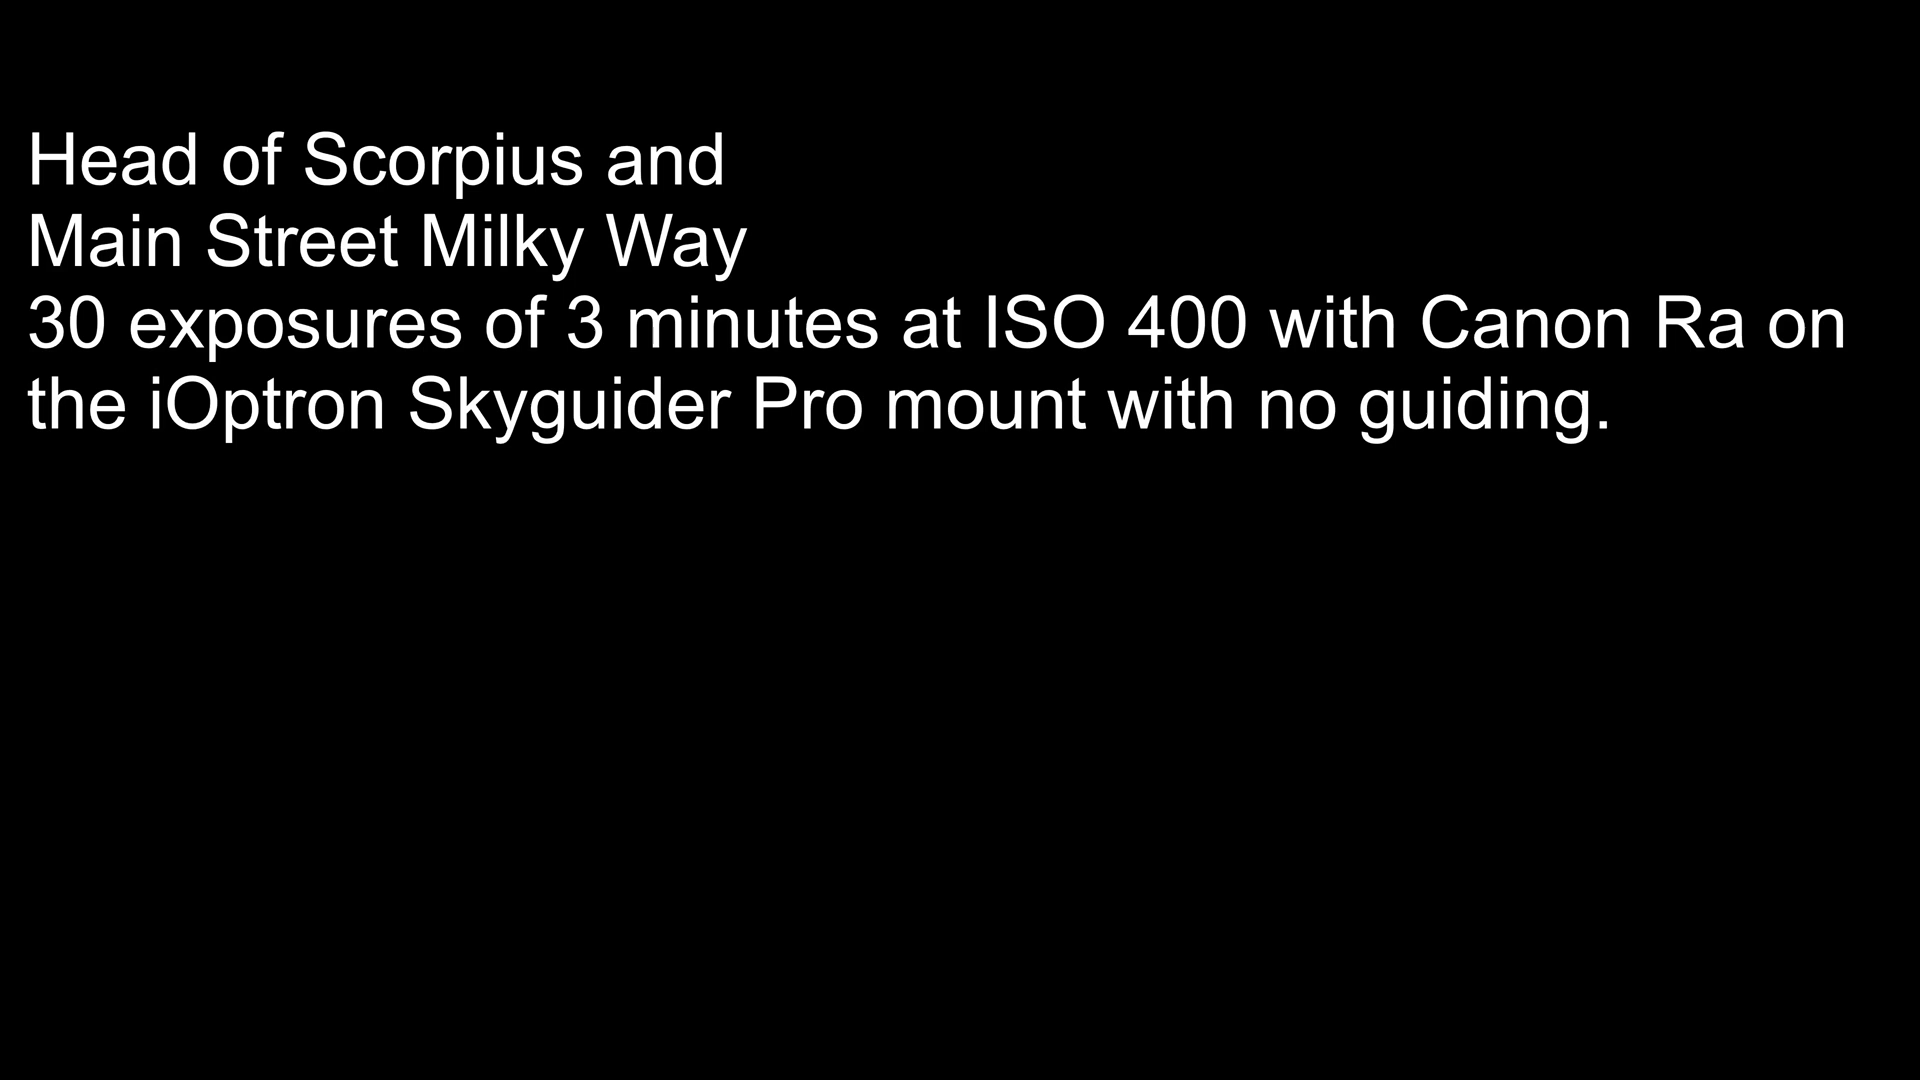 Head of Scorpius and
Main Street Milky Way
30 exposures of 3 minutes at ISO 400 with Canon Ra on
the iOptron Skyguider Pro mount with no guiding.